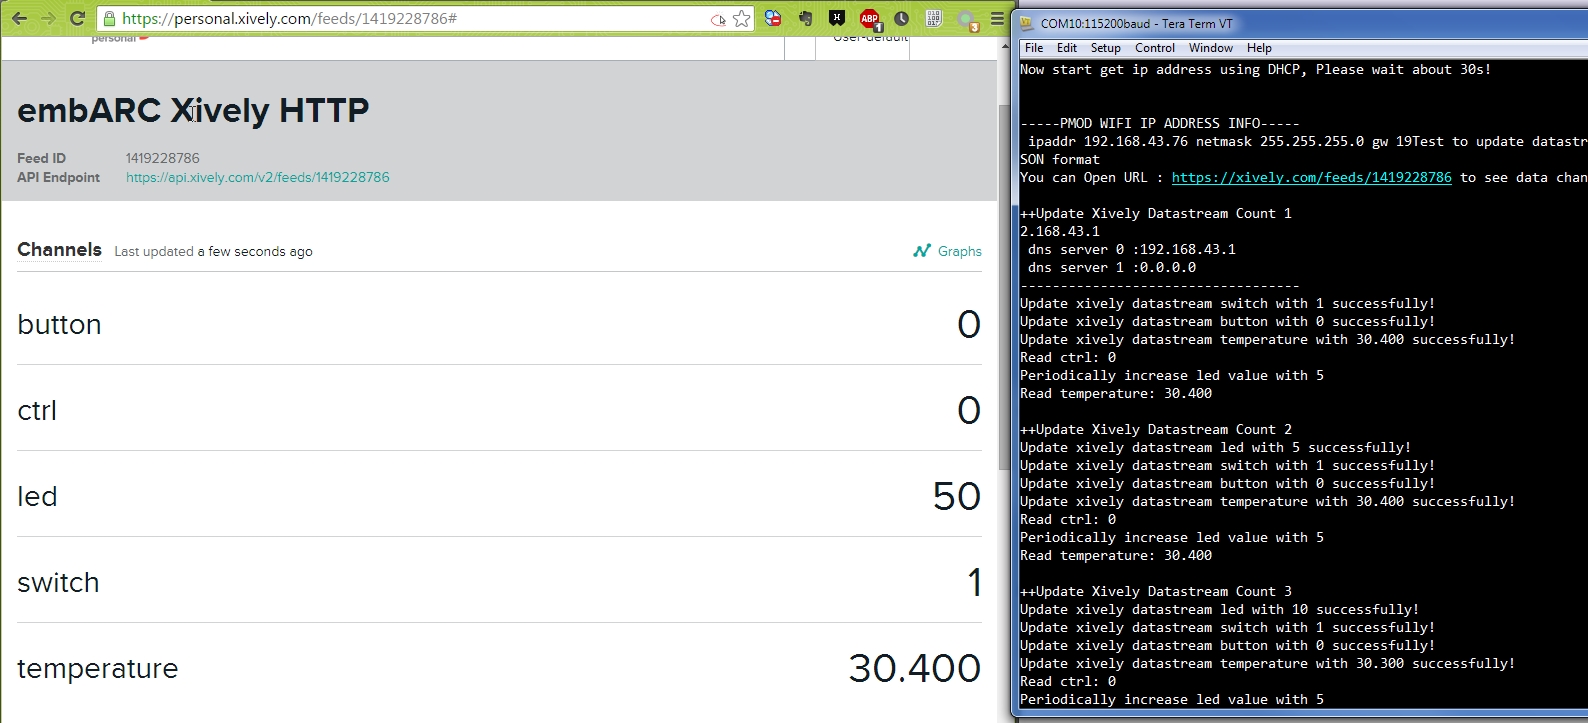 https://personal.xively.com/feeds/1419228786#
ABP
1
3
personal
User-default
embARC Xively HTTP
Feed ID 1419228786
API Endpoint https://api.xively.com/v2/feeds/1419228786
Channels Last updated a few seconds ago Graphs
button 0
ctrl 0
led 50
switch 1
temperature 30.400
COM10:115200baud - Tera Term VT
File Edit Setup Control Window Help
Now start get ip address using DHCP, Please wait about 30s!
-----PMOD WIFI IP ADDRESS INFO-----
ipaddr 192.168.43.76 netmask 255.255.255.0 gw 19Test to update datastr
SON format
You can Open URL : https://xively.com/feeds/1419228786 to see data chan
++Update Xively Datastream Count 1
2.168.43.1
dns server 0 :192.168.43.1
dns server 1 :0.0.0.0
-----------------------------------
Update xively datastream switch with 1 successfully!
Update xively datastream button with 0 successfully!
Update xively datastream temperature with 30.400 successfully!
Read ctrl: 0
Periodically increase led value with 5
Read temperature: 30.400
++Update Xively Datastream Count 2
Update xively datastream led with 5 successfully!
Update xively datastream switch with 1 successfully!
Update xively datastream button with 0 successfully!
Update xively datastream temperature with 30.400 successfully!
Read ctrl: 0
Periodically increase led value with 5
Read temperature: 30.400
++Update Xively Datastream Count 3
Update xively datastream led with 10 successfully!
Update xively datastream switch with 1 successfully!
Update xively datastream button with 0 successfully!
Update xively datastream temperature with 30.300 successfully!
Read ctrl: 0
Periodically increase led value with 5